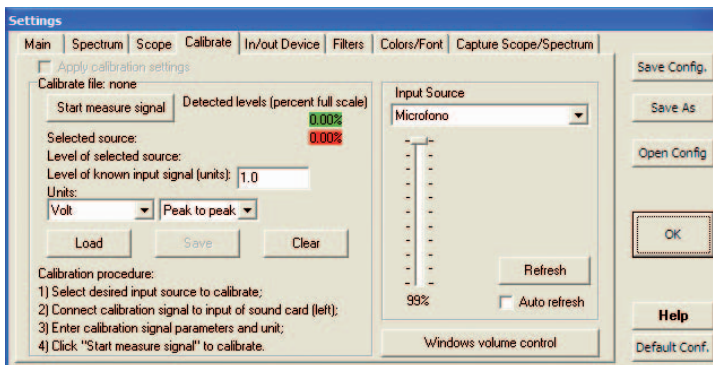 Settings
Main Spectrum Scope Calibrate In/out Device Filters Colors/Font Capture Scope/Spectrum
Apply calibration settings
Calibrate file: none
Start measure signal
Detected levels (percent full scale)
0.00%
0.00%
Selected source:
Level of selected source:
Level of known input signal (units): 1.0
Units:
Volt Peak to peak
Load Save Clear
Calibration procedure:
1) Select desired input source to calibrate;
2) Connect calibration signal to input of sound card (left);
3) Enter calibration signal parameters and unit;
4) Click "Start measure signal" to calibrate.
Input Source
Microfono
99%
Refresh
Auto refresh
Windows volume control
Save Config.
Save As
Open Config
OK
Help
Default Conf.